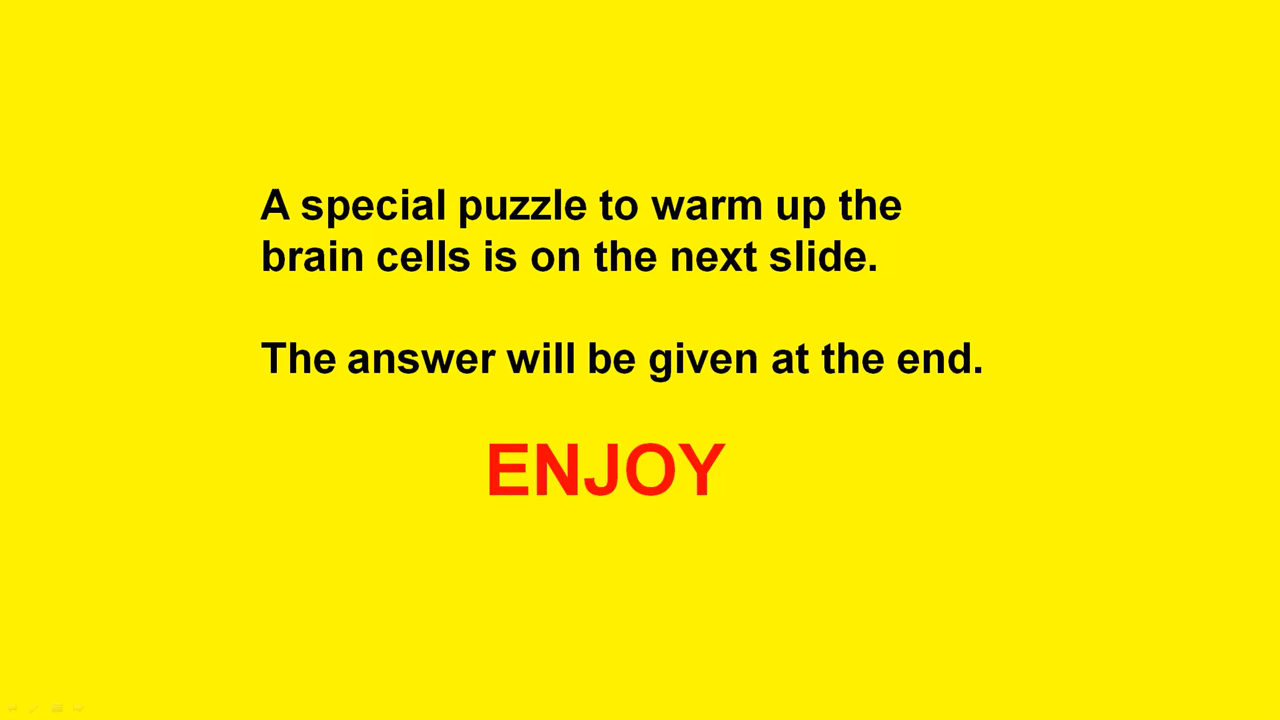 A special puzzle to warm up the
brain cells is on the next slide.
The answer will be given at the end.
ENJOY